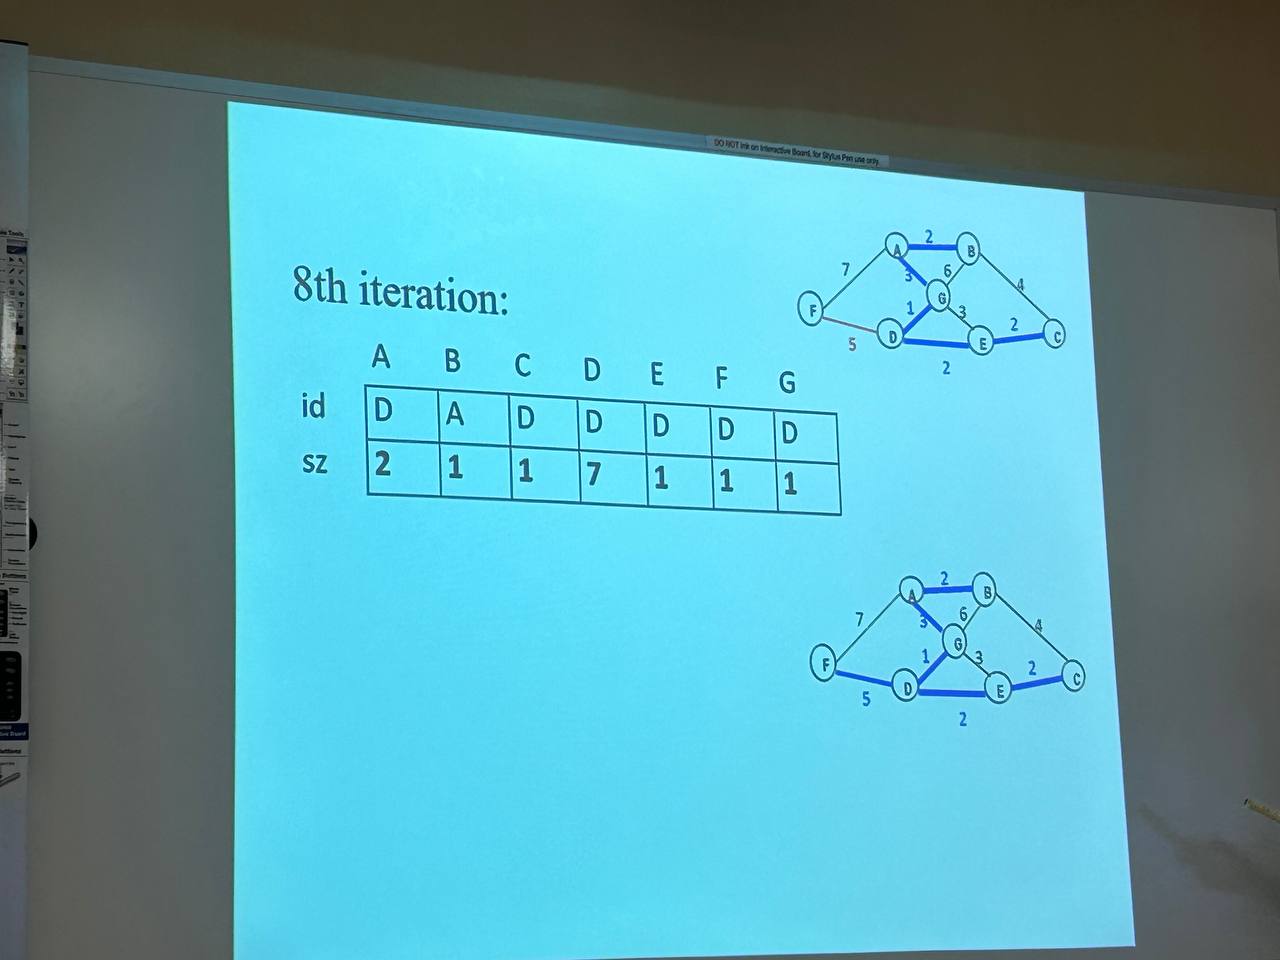 DO NOT ink on Interactive Board, for Stylus Pen use only.
8th iteration:
A B C D E F G
id D A D D D D D
sz 2 1 1 7 1 1 1
A 2 B
7 3 6 4
F G
1 3 2
5 D E C
2
A 2 B
7 3 6 4
G
F 1 3 2
D E C
5 2